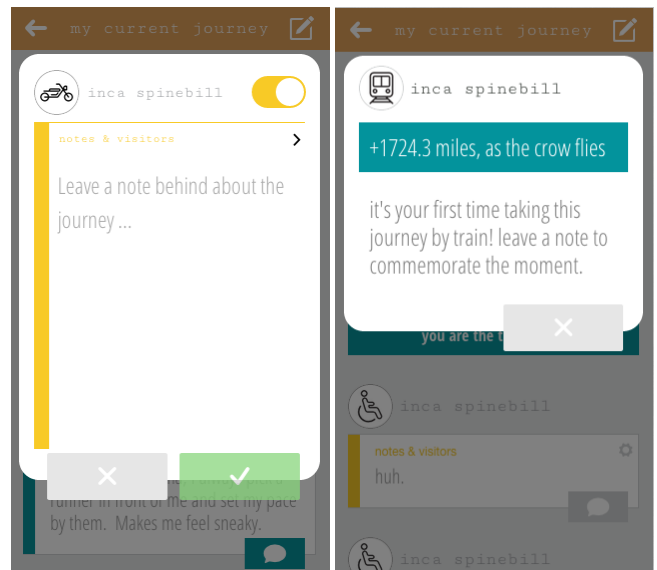 my current journey
inca spinebill
notes & visitors
Leave a note behind about the
journey ...
runner in front of me and set my pace
by them. Makes me feel sneaky.
my current journey
inca spinebill
+1724.3 miles, as the crow flies
it's your first time taking this
journey by train! leave a note to
commemorate the moment.
you are the
inca spinebill
notes & visitors
huh.
inca spinebill